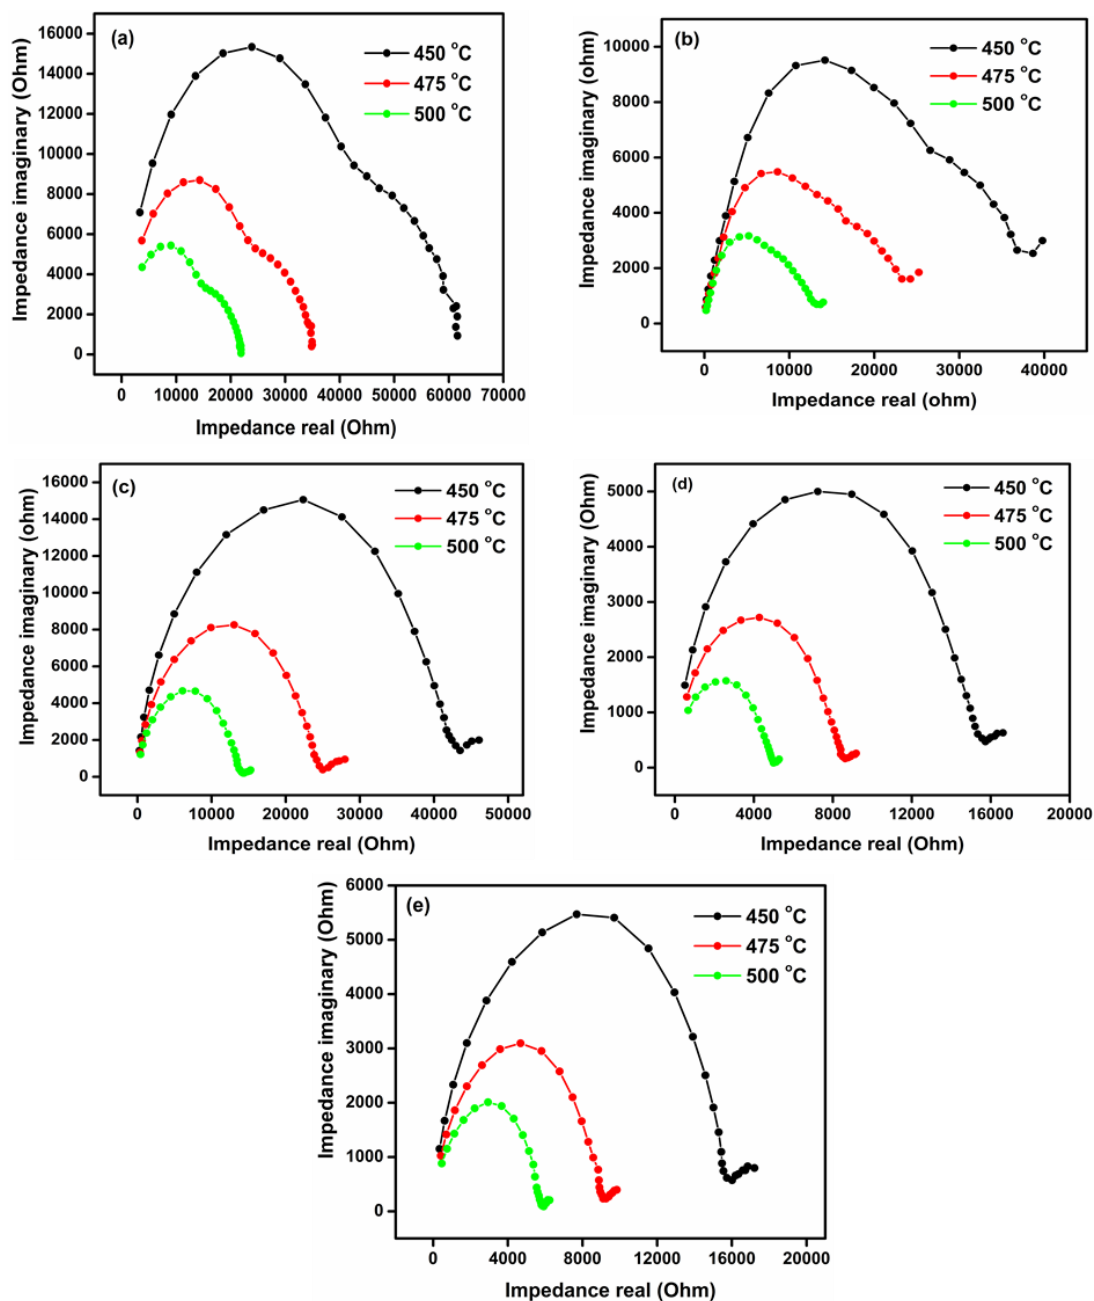 (a)
450 °C
475 °C
500 °C
16000
14000
12000
10000
8000
6000
4000
2000
0
Impedance imaginary (Ohm)
0 10000 20000 30000 40000 50000 60000 70000
Impedance real (Ohm)
(b)
450 °C
475 °C
500 °C
10000
8000
6000
4000
2000
0
Impedance imaginary (ohm)
0 10000 20000 30000 40000
Impedance real (ohm)
(c)
450 °C
475 °C
500 °C
16000
14000
12000
10000
8000
6000
4000
2000
0
Impedance imaginary (ohm)
0 10000 20000 30000 40000 50000
Impedance real (Ohm)
(d)
450 °C
475 °C
500 °C
5000
4000
3000
2000
1000
0
Impedance imaginary (Ohm)
0 4000 8000 12000 16000 20000
Impedance real (Ohm)
(e)
450 °C
475 °C
500 °C
6000
5000
4000
3000
2000
1000
0
Impedance imaginary (Ohm)
0 4000 8000 12000 16000 20000
Impedance real (Ohm)